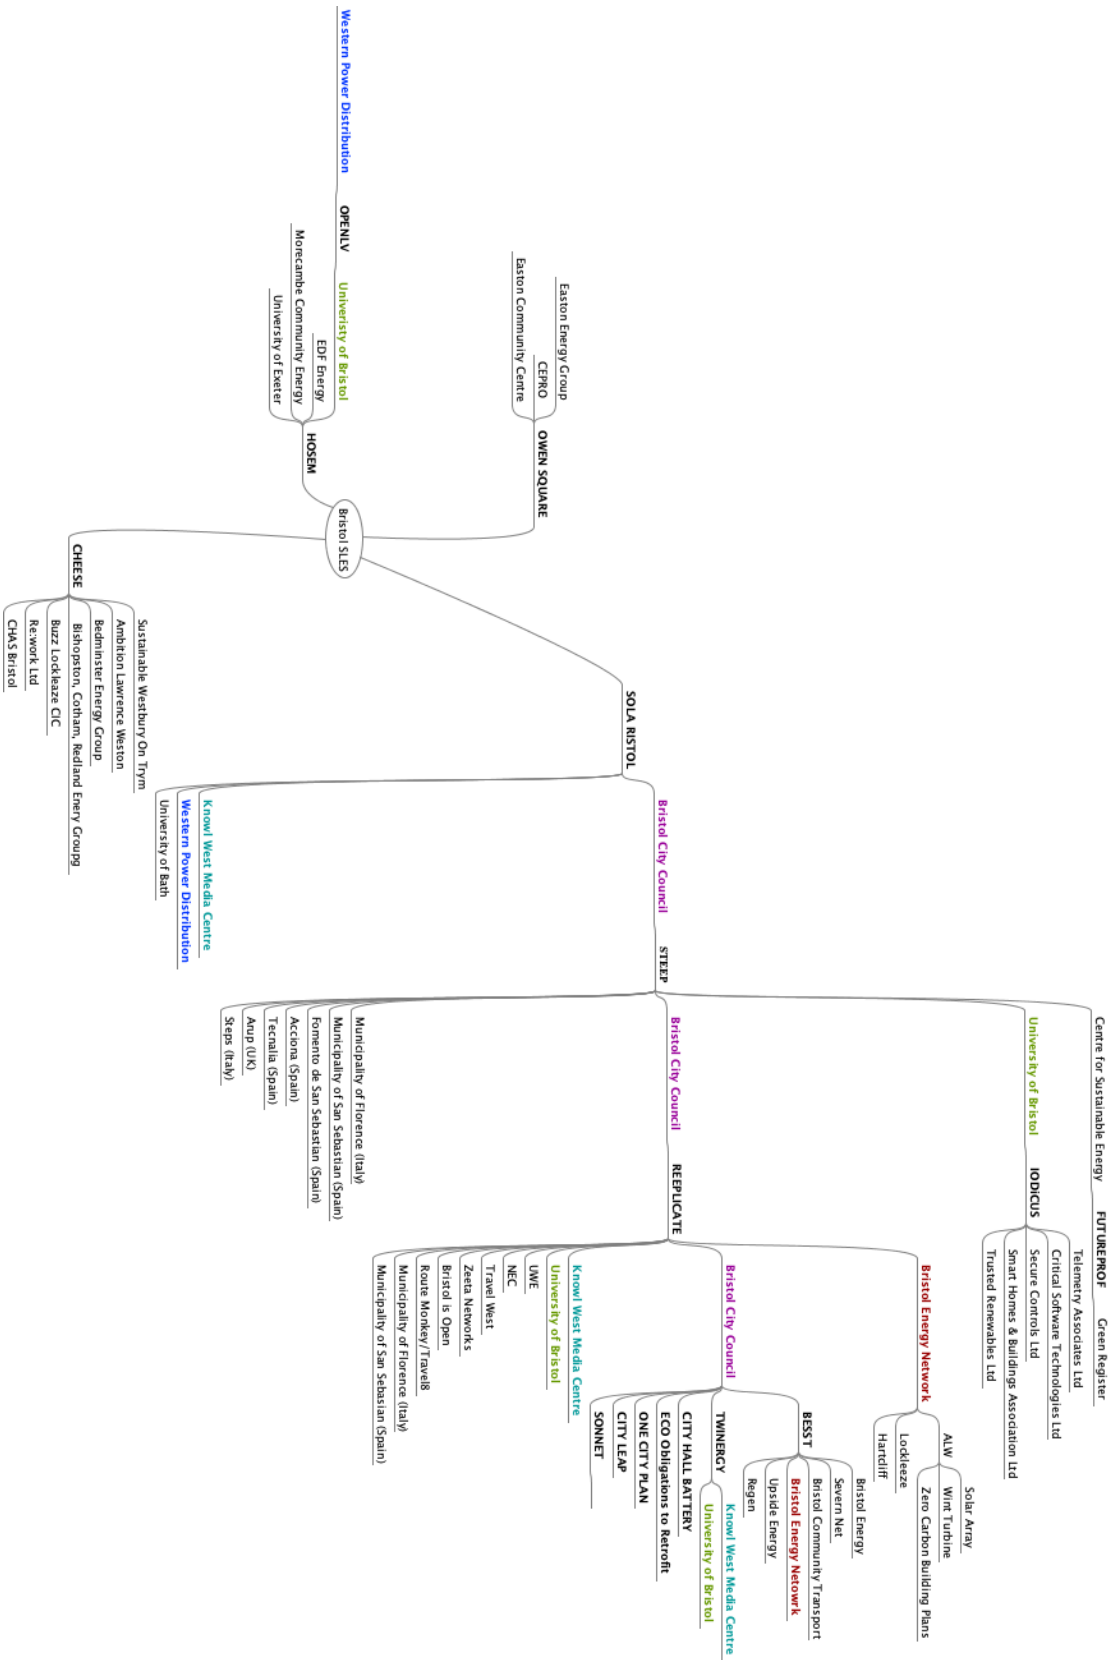 Western Power Distribution
OPENLV
Univeristy of Bristol
EDF Energy
Morecambe Community Energy
University of Exeter
HOSEM
Easton Energy Group
CEPRO
Easton Community Centre
OWEN SQUARE
Bristol SLES
CHEESE
Sustainable Westbury On Trym
Ambition Lawrence Weston
Bedminster Energy Group
Bishopston, Cotham, Redland Enery Groupg
Buzz Lockleaze CIC
Re:work Ltd
CHAS Bristol
SOLA RISTOL
Bristol City Council
Knowl West Media Centre
Western Power Distribution
University of Bath
STEEP
Centre for Sustainable Energy
FUTUREPROF
Green Register
University of Bristol
IODiCUS
Telemetry Associates Ltd
Critical Software Technologies Ltd
Secure Controls Ltd
Smart Homes & Buildings Association Ltd
Trusted Renewables Ltd
Bristol City Council
REEPLICATE
Municipality of Florence (Italy)
Municipality of San Sebastian (Spain)
Fomento de San Sebastian (Spain)
Acciona (Spain)
Tecnalia (Spain)
Arup (UK)
Steps (Italy)
Bristol Energy Network
ALW
Solar Array
Wint Turbine
Zero Carbon Building Plans
Lockleeze
Hartcliff
Bristol City Council
BESST
Bristol Energy
Severn Net
Bristol Community Transport
Bristol Energy Netowrk
Upside Energy
Regen
TWINERGY
Knowl West Media Centre
University of Bristol
CITY HALL BATTERY
ECO Obligations to Retrofit
ONE CITY PLAN
CITY LEAP
SONNET
Knowl West Media Centre
University of Bristol
UWE
NEC
Travel West
Zeeta Networks
Bristol is Open
Route Monkey/Travel8
Municipality of Florence (Italy)
Municipality of San Sebasian (Spain)